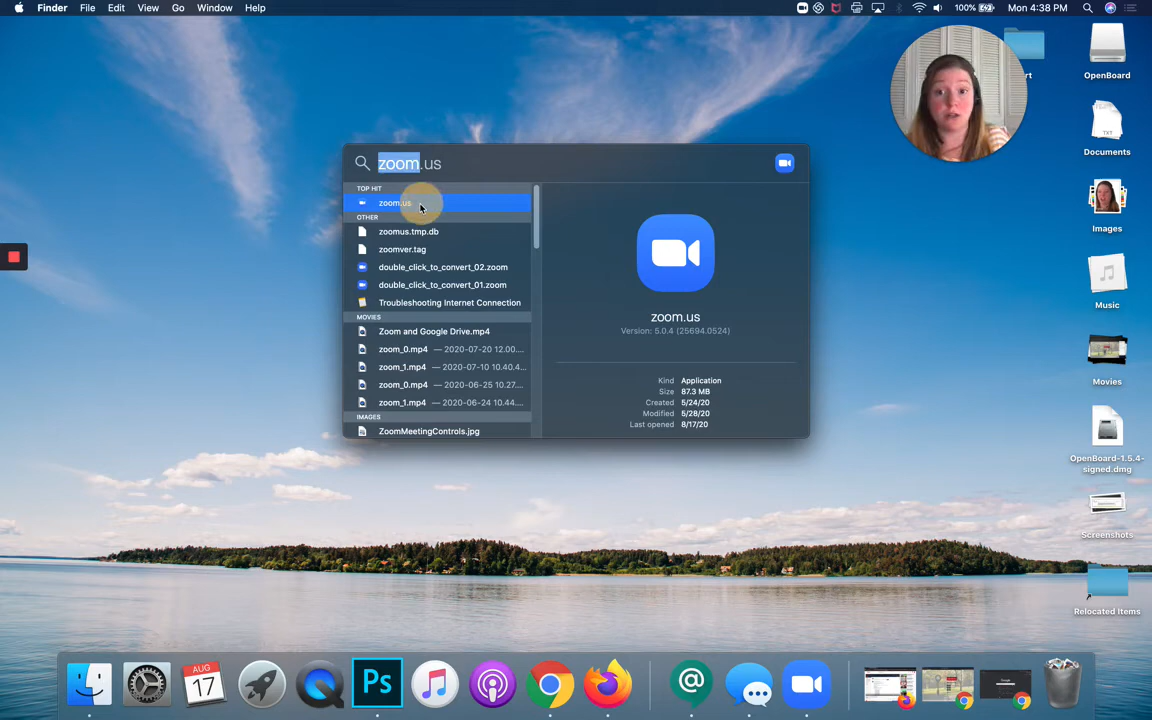 Finder File Edit View Go Window Help
100% Mon 4:38 PM
zoom.us
TOP HIT
zoom.us
OTHER
zoomus.tmp.db
zoomver.tag
double_click_to_convert_02.zoom
double_click_to_convert_01.zoom
Troubleshooting Internet Connection
MOVIES
Zoom and Google Drive.mp4
zoom_0.mp4 — 2020-07-20 12.00....
zoom_1.mp4 — 2020-07-10 10.40.4...
zoom_0.mp4 — 2020-06-25 10.27....
zoom_1.mp4 — 2020-06-24 10.44....
IMAGES
ZoomMeetingControls.jpg
zoom.us
Version: 5.0.4 (25694.0524)
Kind Application
Size 87.3 MB
Created 5/24/20
Modified 5/28/20
Last opened 8/17/20
OpenBoard
TXT
Documents
Images
Music
Movies
OpenBoard-1.5.4-
signed.dmg
Screenshots
Relocated Items
AUG
17
Ps
@